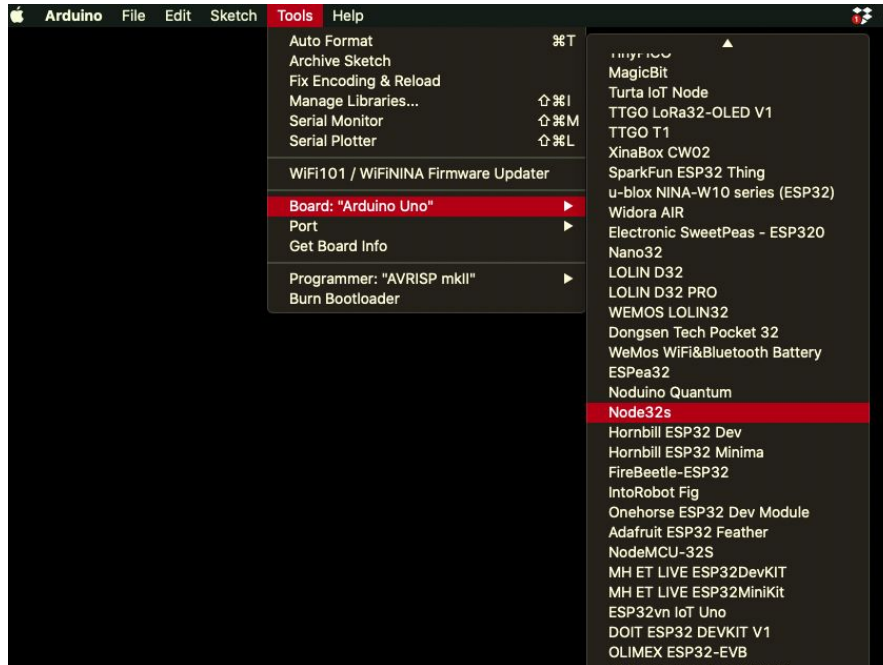 Arduino File Edit Sketch Tools Help
1
Auto Format ⌘T
Archive Sketch
Fix Encoding & Reload
Manage Libraries... ⇧⌘I
Serial Monitor ⇧⌘M
Serial Plotter ⇧⌘L
WiFi101 / WiFiNINA Firmware Updater
Board: "Arduino Uno"
Port
Get Board Info
Programmer: "AVRISP mkII"
Burn Bootloader
TinyPICO
MagicBit
Turta IoT Node
TTGO LoRa32-OLED V1
TTGO T1
XinaBox CW02
SparkFun ESP32 Thing
u-blox NINA-W10 series (ESP32)
Widora AIR
Electronic SweetPeas - ESP320
Nano32
LOLIN D32
LOLIN D32 PRO
WEMOS LOLIN32
Dongsen Tech Pocket 32
WeMos WiFi&Bluetooth Battery
ESPea32
Noduino Quantum
Node32s
Hornbill ESP32 Dev
Hornbill ESP32 Minima
FireBeetle-ESP32
IntoRobot Fig
Onehorse ESP32 Dev Module
Adafruit ESP32 Feather
NodeMCU-32S
MH ET LIVE ESP32DevKIT
MH ET LIVE ESP32MiniKit
ESP32vn IoT Uno
DOIT ESP32 DEVKIT V1
OLIMEX ESP32-EVB